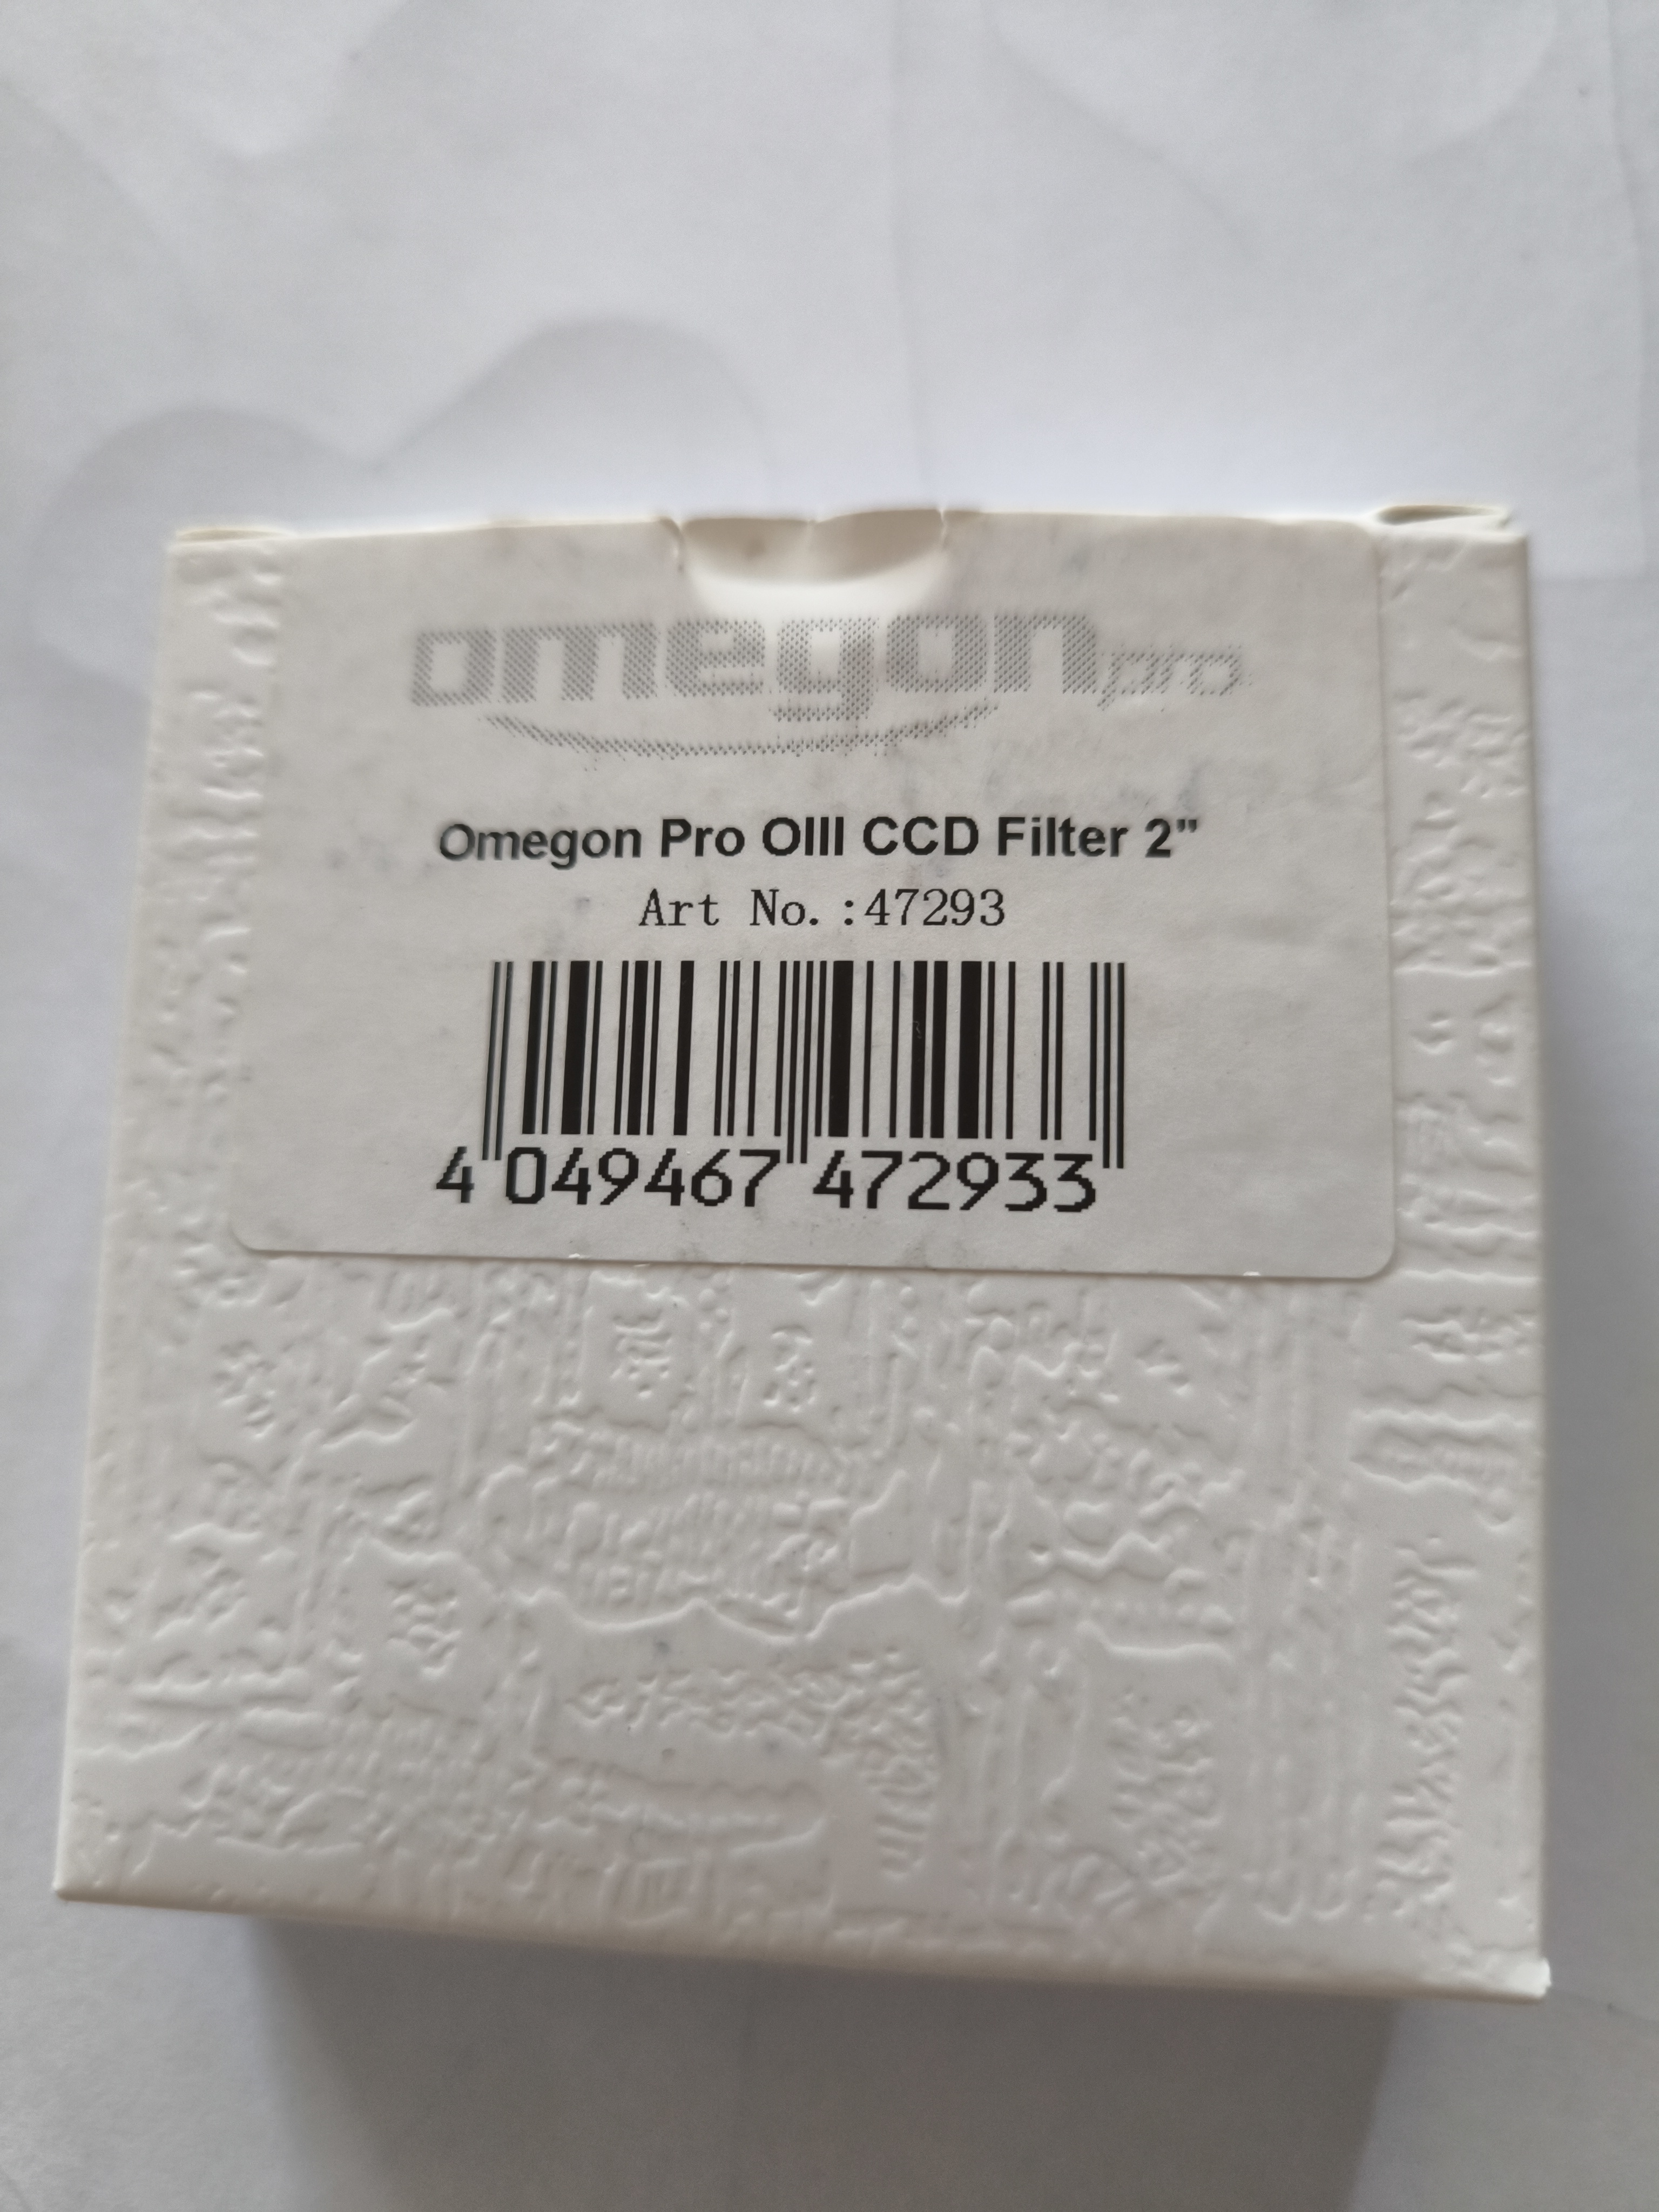 omegon pro
Omegon Pro OIII CCD Filter 2"
Art No.:47293
4 049467 472933